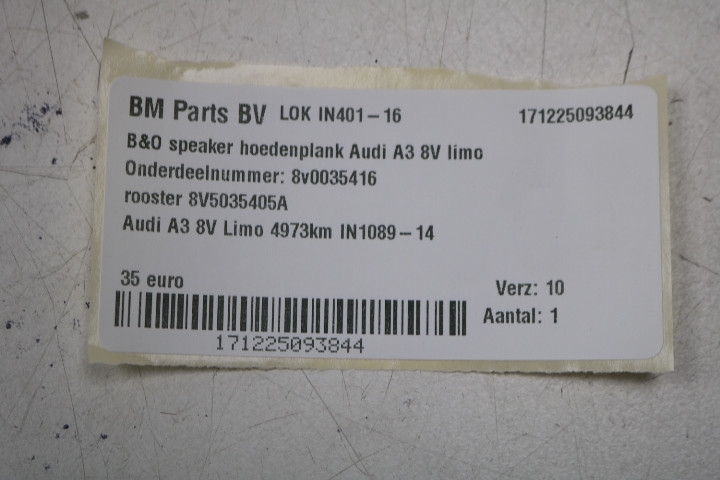 BM Parts BV LOK IN401-16 171225093844
B&O speaker hoedenplank Audi A3 8V limo
Onderdeelnummer: 8v0035416
rooster 8V5035405A
Audi A3 8V Limo 4973km IN1089-14
35 euro Verz: 10
Aantal: 1
171225093844